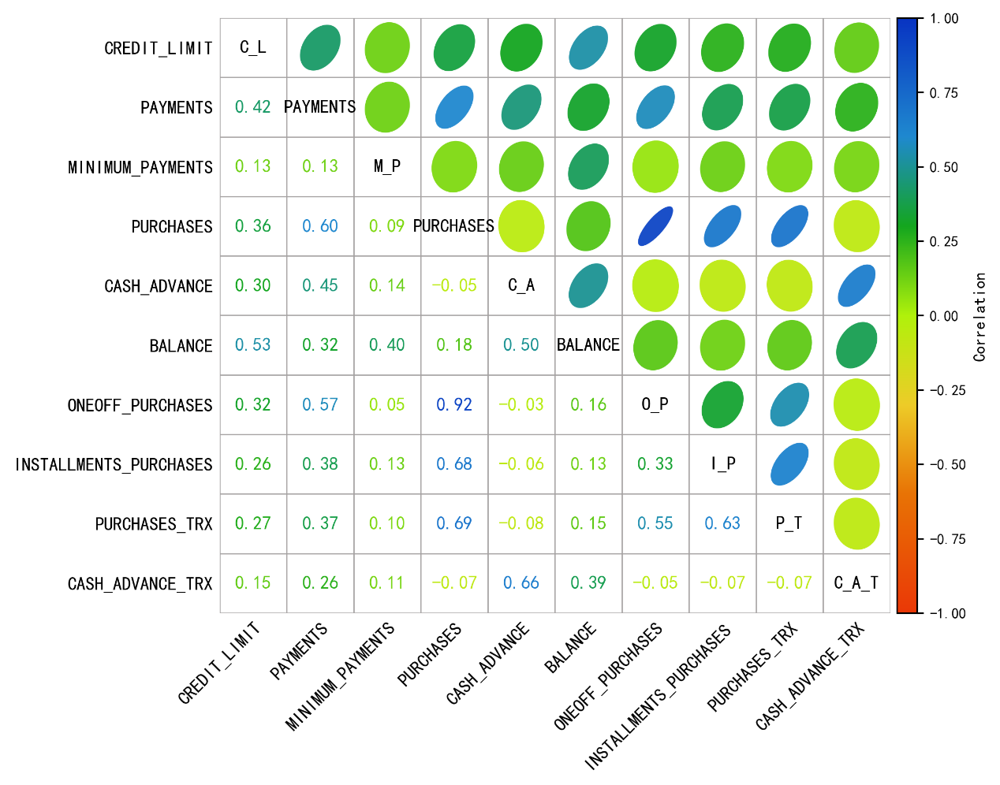 CREDIT_LIMIT C_L 1.00
0.75
PAYMENTS 0.42 PAYMENTS
MINIMUM_PAYMENTS 0.13 0.13 M_P 0.50
PURCHASES 0.36 0.60 0.09 PURCHASES
0.25
CASH_ADVANCE 0.30 0.45 0.14 −0.05 C_A
0.00
Correlation
BALANCE 0.53 0.32 0.40 0.18 0.50 BALANCE
−0.25
ONEOFF_PURCHASES 0.32 0.57 0.05 0.92 −0.03 0.16 O_P
INSTALLMENTS_PURCHASES 0.26 0.38 0.13 0.68 −0.06 0.13 0.33 I_P −0.50
PURCHASES_TRX 0.27 0.37 0.10 0.69 −0.08 0.15 0.55 0.63 P_T
−0.75
CASH_ADVANCE_TRX 0.15 0.26 0.11 −0.07 0.66 0.39 −0.05 −0.07 −0.07 C_A_T
−1.00
CREDIT_LIMIT
PAYMENTS
MINIMUM_PAYMENTS
PURCHASES
CASH_ADVANCE
BALANCE
ONEOFF_PURCHASES
INSTALLMENTS_PURCHASES
PURCHASES_TRX
CASH_ADVANCE_TRX